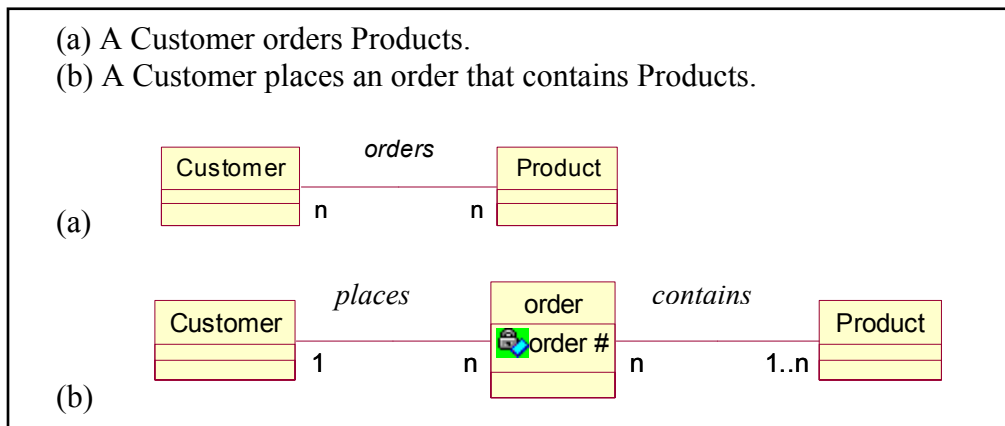 (a) A Customer orders Products.
(b) A Customer places an order that contains Products.
orders
Customer
Product
n
n
(a)
places
order
contains
Customer
order #
Product
1
n
n
1..n
(b)